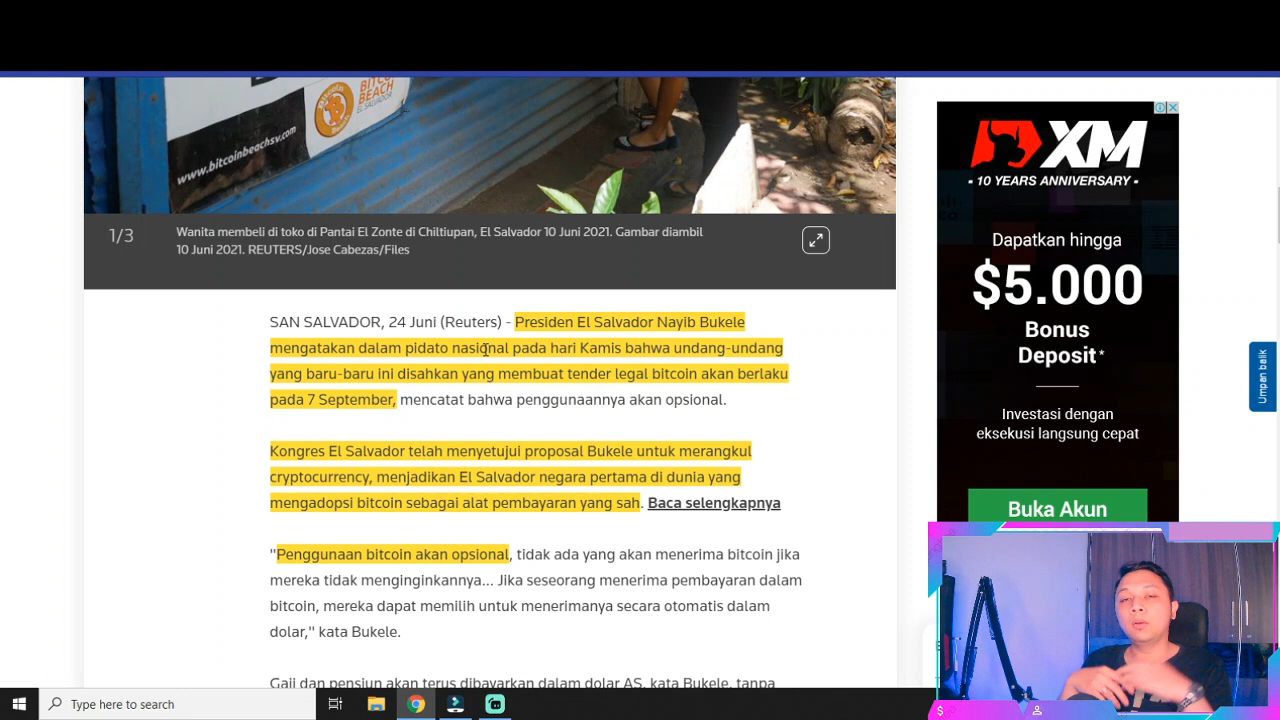 BITCOIN
BEACH
EL SALVADOR
bitcoin
www.bitcoinbeachsv.com
1/3
Wanita membeli di toko di Pantai El Zonte di Chiltiupan, El Salvador 10 Juni 2021. Gambar diambil
10 Juni 2021. REUTERS/Jose Cabezas/Files
SAN SALVADOR, 24 Juni (Reuters) - Presiden El Salvador Nayib Bukele
mengatakan dalam pidato nasional pada hari Kamis bahwa undang-undang
yang baru-baru ini disahkan yang membuat tender legal bitcoin akan berlaku
pada 7 September, mencatat bahwa penggunaannya akan opsional.
Kongres El Salvador telah menyetujui proposal Bukele untuk merangkul
cryptocurrency, menjadikan El Salvador negara pertama di dunia yang
mengadopsi bitcoin sebagai alat pembayaran yang sah. Baca selengkapnya
"Penggunaan bitcoin akan opsional, tidak ada yang akan menerima bitcoin jika
mereka tidak menginginkannya... Jika seseorang menerima pembayaran dalam
bitcoin, mereka dapat memilih untuk menerimanya secara otomatis dalam
dolar," kata Bukele.
Gaji dan pensiun akan terus dibayarkan dalam dolar AS, kata Bukele, tanpa
XM
- 10 YEARS ANNIVERSARY -
Dapatkan hingga
$5.000
Bonus
Deposit*
Investasi dengan
eksekusi langsung cepat
Buka Akun
Umpan balik
Type here to search
$